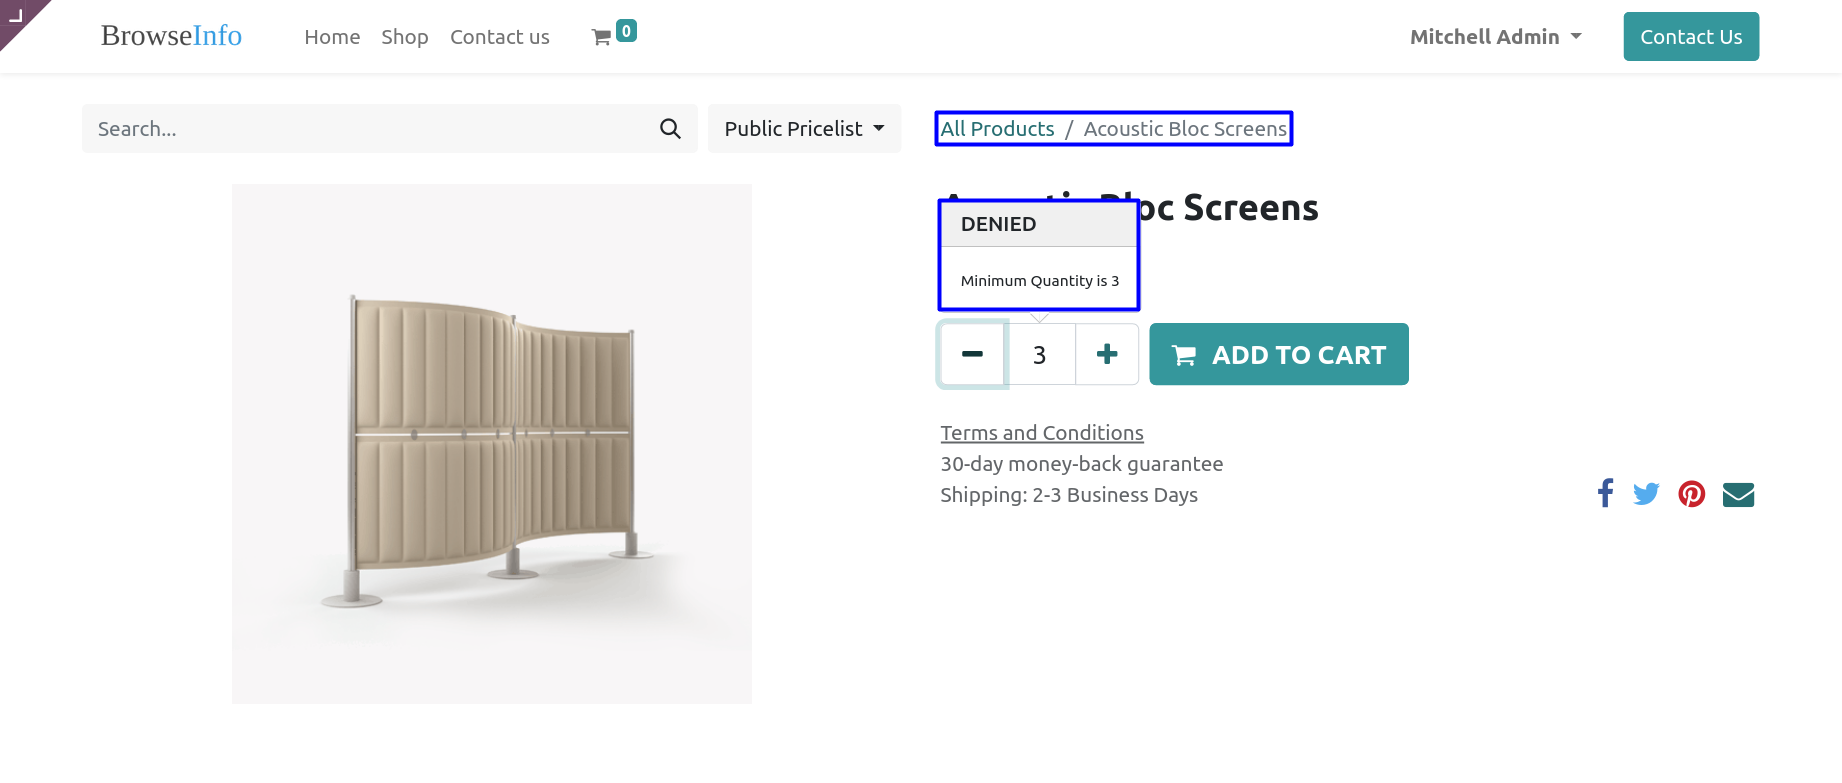 BrowseInfo Home Shop Contact us 0 Mitchell Admin Contact Us
Search... Public Pricelist All Products / Acoustic Bloc Screens
Bloc Screens
DENIED
Minimum Quantity is 3
3 ADD TO CART
Terms and Conditions
30-day money-back guarantee
Shipping: 2-3 Business Days